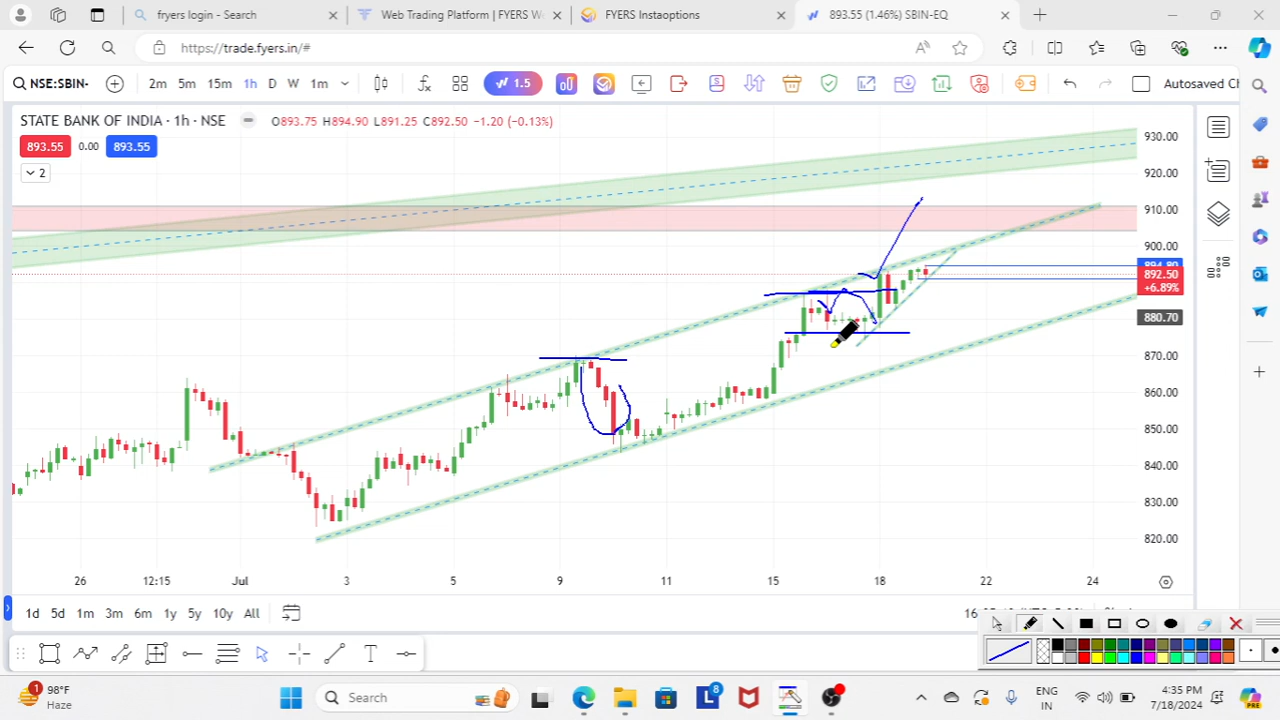 fryers login - Search
Web Trading Platform | FYERS W
FYERS Instaoptions
893.55 (1.46%) SBIN-EQ
https://trade.fyers.in/#
NSE:SBIN-
2m 5m 15m 1h D W 1m
1.5
Autosaved Ch
STATE BANK OF INDIA · 1h · NSE
O893.75 H894.90 L891.25 C892.50 -1.20 (-0.13%)
893.55 0.00 893.55
2
930.00
920.00
910.00
900.00
892.50
+6.89%
880.70
870.00
860.00
850.00
840.00
830.00
820.00
26 12:15 Jul 3 5 9 11 15 18 22 24
1d 5d 1m 3m 6m 1y 5y 10y All
1
98°F
Haze
Search
8
ENG
IN
4:35 PM
7/18/2024
PRE